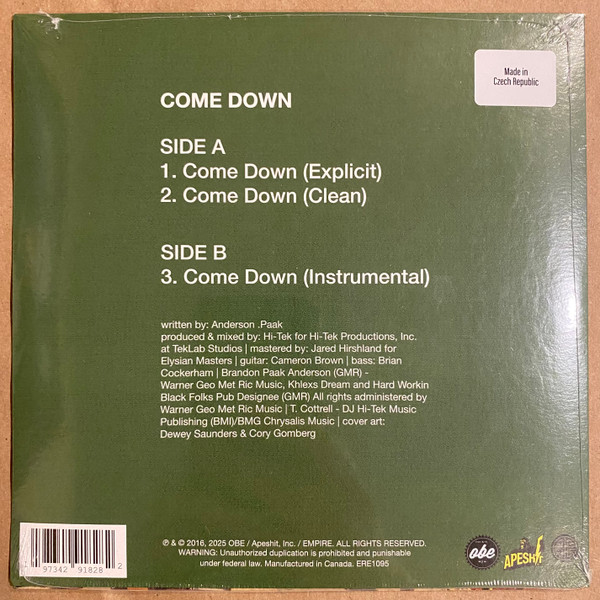 Made in
Czech Republic
COME DOWN
SIDE A
1. Come Down (Explicit)
2. Come Down (Clean)
SIDE B
3. Come Down (Instrumental)
written by: Anderson .Paak
produced & mixed by: Hi-Tek for Hi-Tek Productions, Inc.
at TekLab Studios | mastered by: Jared Hirshland for
Elysian Masters | guitar: Cameron Brown | bass: Brian
Cockerham | Brandon Paak Anderson (GMR) -
Warner Geo Met Ric Music, Khlexs Dream and Hard Workin
Black Folks Pub Designee (GMR) All rights administered by
Warner Geo Met Ric Music | T. Cottrell - DJ Hi-Tek Music
Publishing (BMI)/BMG Chrysalis Music | cover art:
Dewey Saunders & Cory Gomberg
℗ & © 2016, 2025 OBE / Apeshit, Inc. / EMPIRE. ALL RIGHTS RESERVED.
WARNING: Unauthorized duplication is prohibited and punishable
under federal law. Manufactured in Canada. ERE1095
1 97342 91828 2
obe
APESHIT